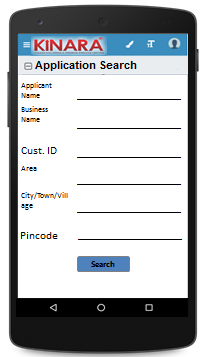 KINARA
Application Search
Applicant
Name
Business
Name
Cust. ID
Area
City/Town/Vill
age
Pincode
Search